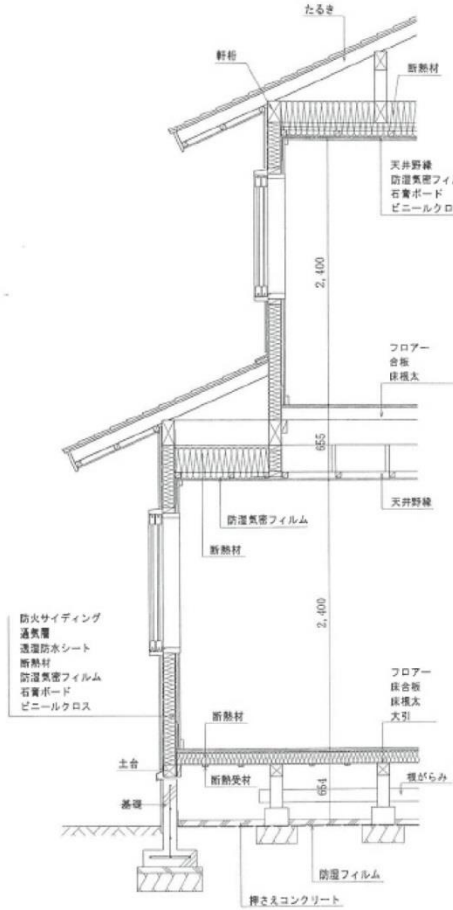 たるき
軒桁
断熱材
天井野縁
防湿気密フィル
石膏ボード
ビニールクロス
2,400
フロアー
合板
床根太
655
天井野縁
防湿気密フィルム
断熱材
2,400
防火サイディング
通気層
透湿防水シート
断熱材
防湿気密フィルム
石膏ボード
ビニールクロス
フロアー
床合板
床根太
大引
断熱材
土台
断熱受材
654
根がらみ
基礎
防湿フィルム
押さえコンクリート